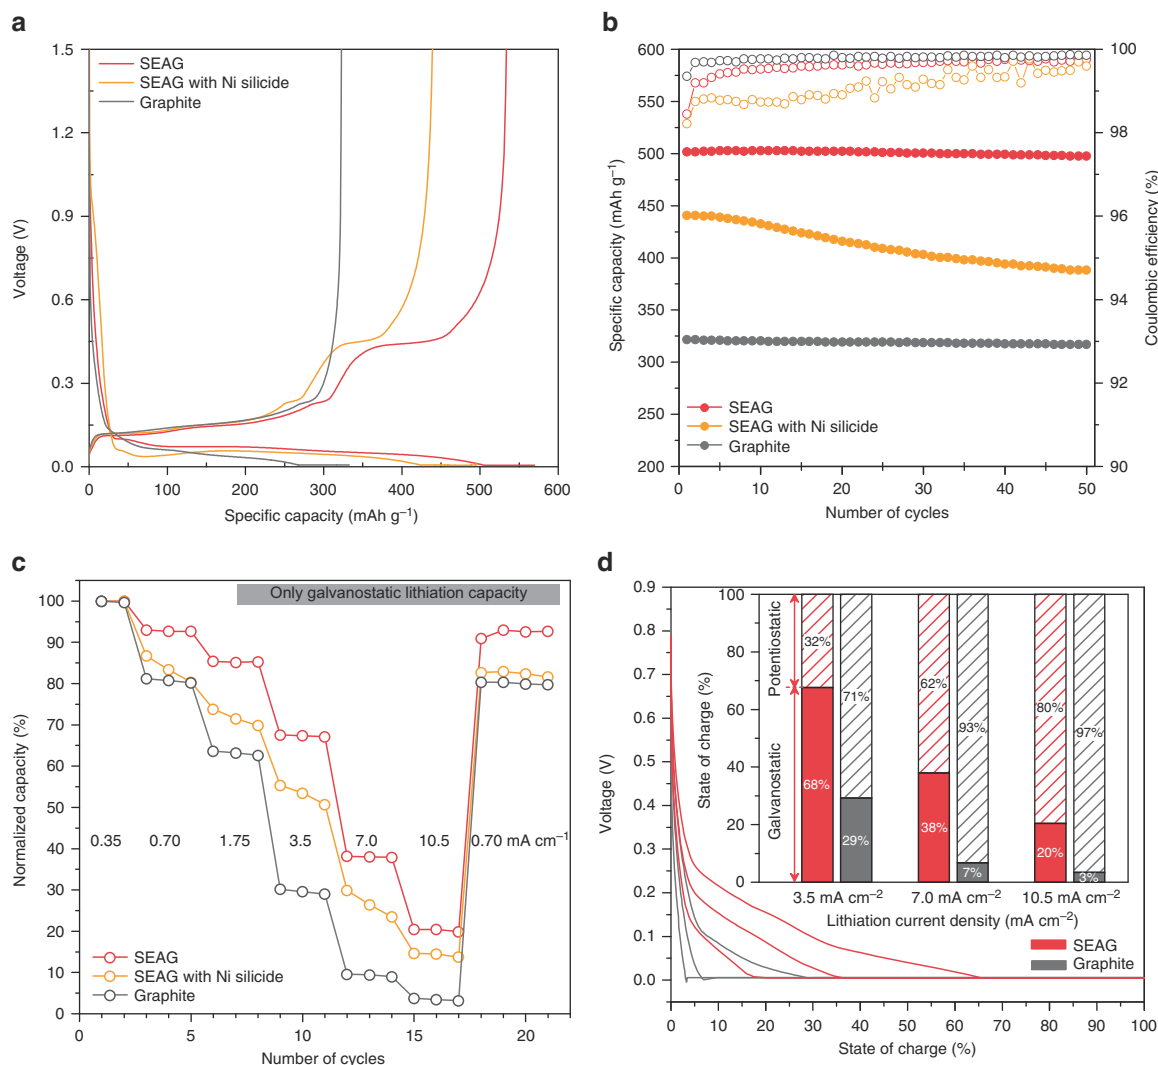 a
1.5
1.2
0.9
0.6
0.3
0.0
Voltage (V)
SEAG
SEAG with Ni silicide
Graphite
0 100 200 300 400 500 600
Specific capacity (mAh g–1)
b
600
550
500
450
400
350
300
250
200
Specific capacity (mAh g–1)
100
98
96
94
92
90
Coulombic efficiency (%)
SEAG
SEAG with Ni silicide
Graphite
0 10 20 30 40 50
Number of cycles
c
100
90
80
70
60
50
40
30
20
10
0
Normalized capacity (%)
Only galvanostatic lithiation capacity
0.35 0.70 1.75 3.5 7.0 10.5 0.70 mA cm–1
SEAG
SEAG with Ni silicide
Graphite
0 5 10 15 20
Number of cycles
d
0.9
0.8
0.7
0.6
0.5
0.4
0.3
0.2
0.1
0.0
Voltage (V)
100
80
60
40
20
0
State of charge (%)
Potentiostatic
Galvanostatic
32%
71%
62%
93%
80%
97%
68%
29%
38%
7%
20%
3%
3.5 mA cm–2 7.0 mA cm–2 10.5 mA cm–2
Lithiation current density (mA cm–2)
SEAG
Graphite
0 10 20 30 40 50 60 70 80 90 100
State of charge (%)